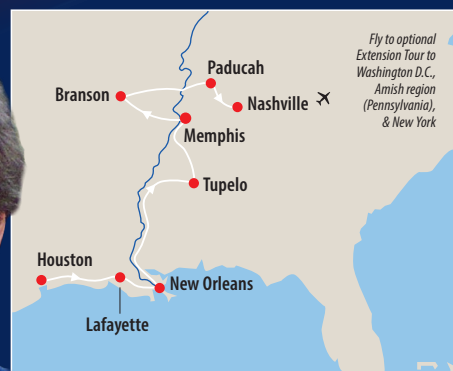 Fly to optional
Extension Tour to
Washington D.C.,
Amish region
(Pennsylvania),
& New York
Paducah
Branson
Nashville
Memphis
Tupelo
Houston
New Orleans
Lafayette